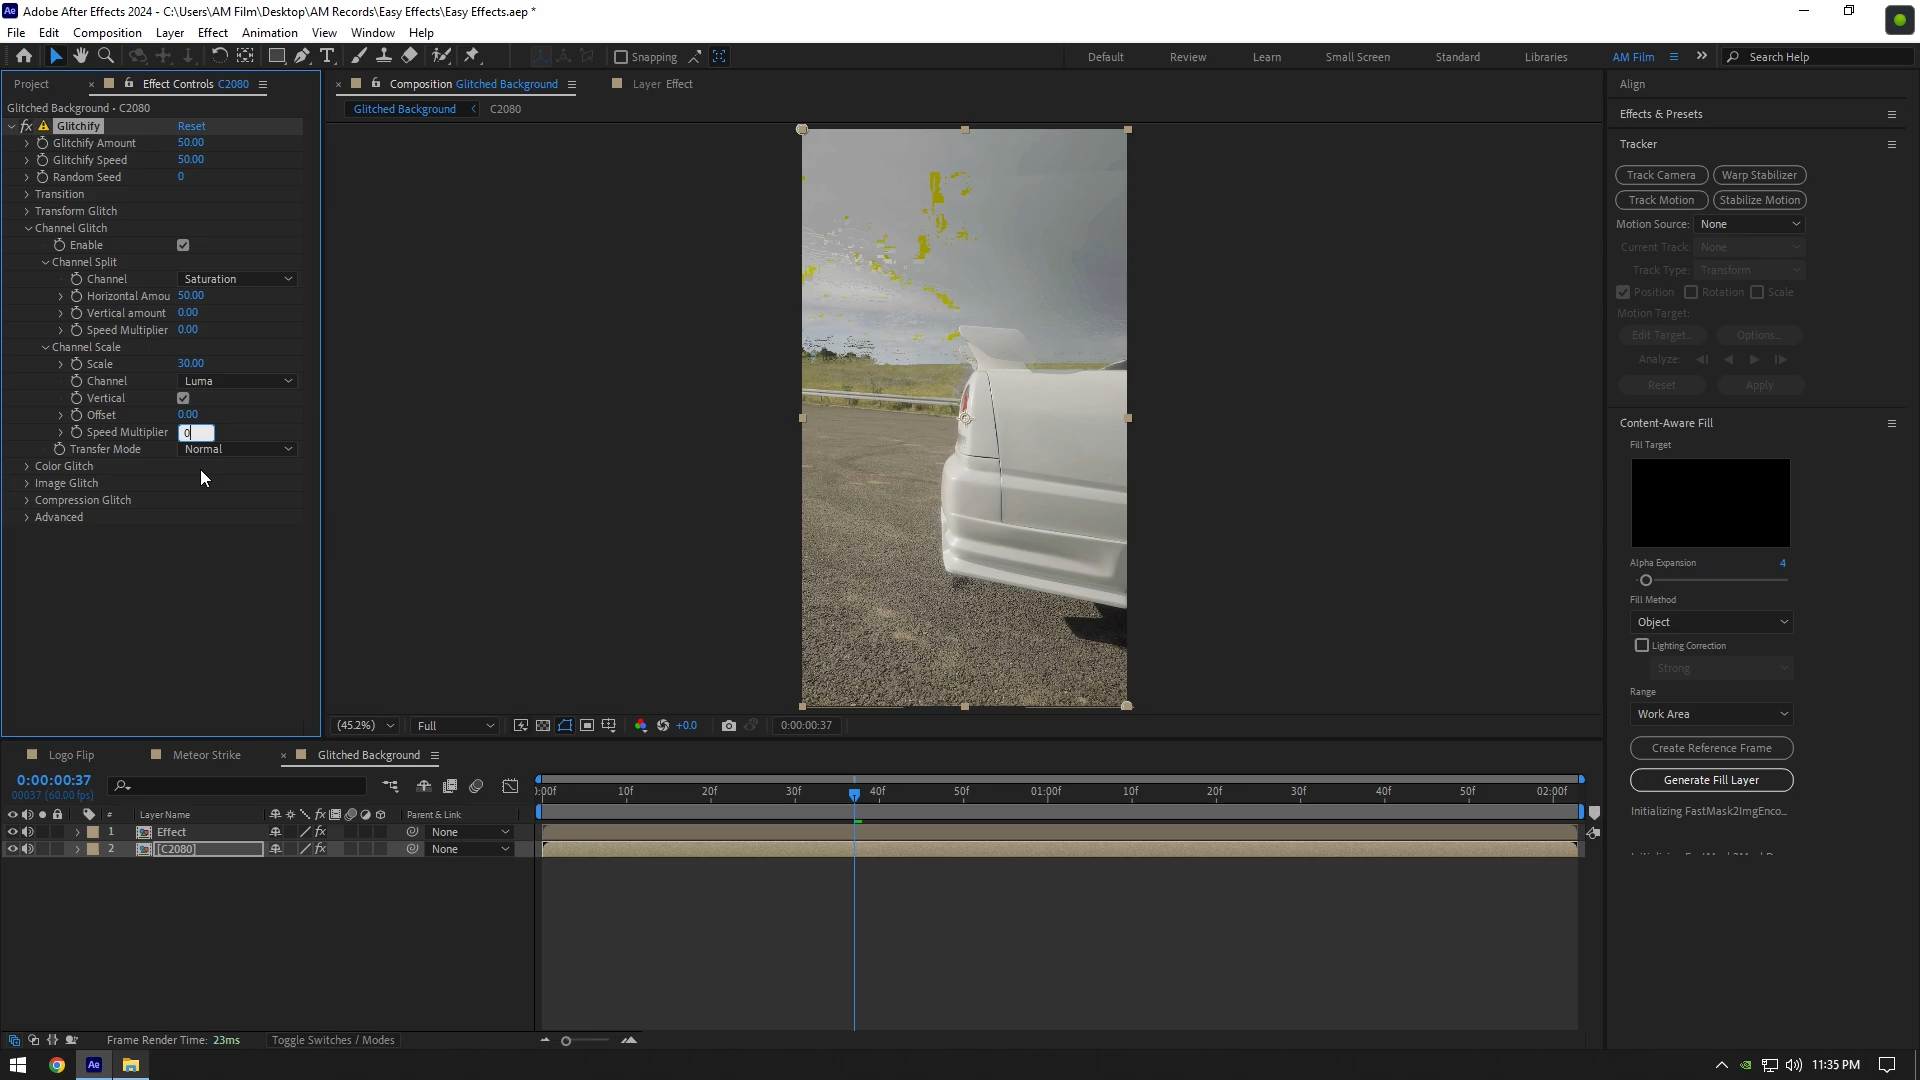 Adobe After Effects 2024 - C:\Users\AM Film\Desktop\AM Records\Easy Effects\Easy Effects.aep *
File Edit Composition Layer Effect Animation View Window Help
Snapping Default Review Learn Small Screen Standard Libraries AM Film Search Help
Project Effect Controls C2080
Composition Glitched Background Layer Effect
Align
Glitched Background • C2080
Glitched Background C2080
Effects & Presets
fx Glitchify Reset
Glitchify Amount 50.00
Glitchify Speed 50.00
Random Seed 0
Transition
Transform Glitch
Channel Glitch
Enable
Channel Split
Channel Saturation
Horizontal Amou 50.00
Vertical amount 0.00
Speed Multiplier 0.00
Channel Scale
Scale 30.00
Channel Luma
Vertical
Offset 0.00
Speed Multiplier 0
Transfer Mode Normal
Color Glitch
Image Glitch
Compression Glitch
Advanced
Tracker
Track Camera Warp Stabilizer
Track Motion Stabilize Motion
Motion Source: None
Current Track: None
Track Type: Transform
Position Rotation Scale
Motion Target:
Edit Target... Options...
Analyze:
Reset Apply
Content-Aware Fill
Fill Target
Alpha Expansion 4
Fill Method
Object
Lighting Correction
Strong
Range
Work Area
Create Reference Frame
Generate Fill Layer
Initializing FastMask2ImgEnco...
(45.2%) Full +0.0 0:00:00:37
Logo Flip Meteor Strike Glitched Background
0:00:00:37
00037 (60.00 fps)
:00f 10f 20f 30f 40f 50f 01:00f 10f 20f 30f 40f 50f 02:00f
# Layer Name fx Parent & Link
1 Effect fx None
2 [C2080] fx None
Frame Render Time: 23ms Toggle Switches / Modes
Ae 11:35 PM